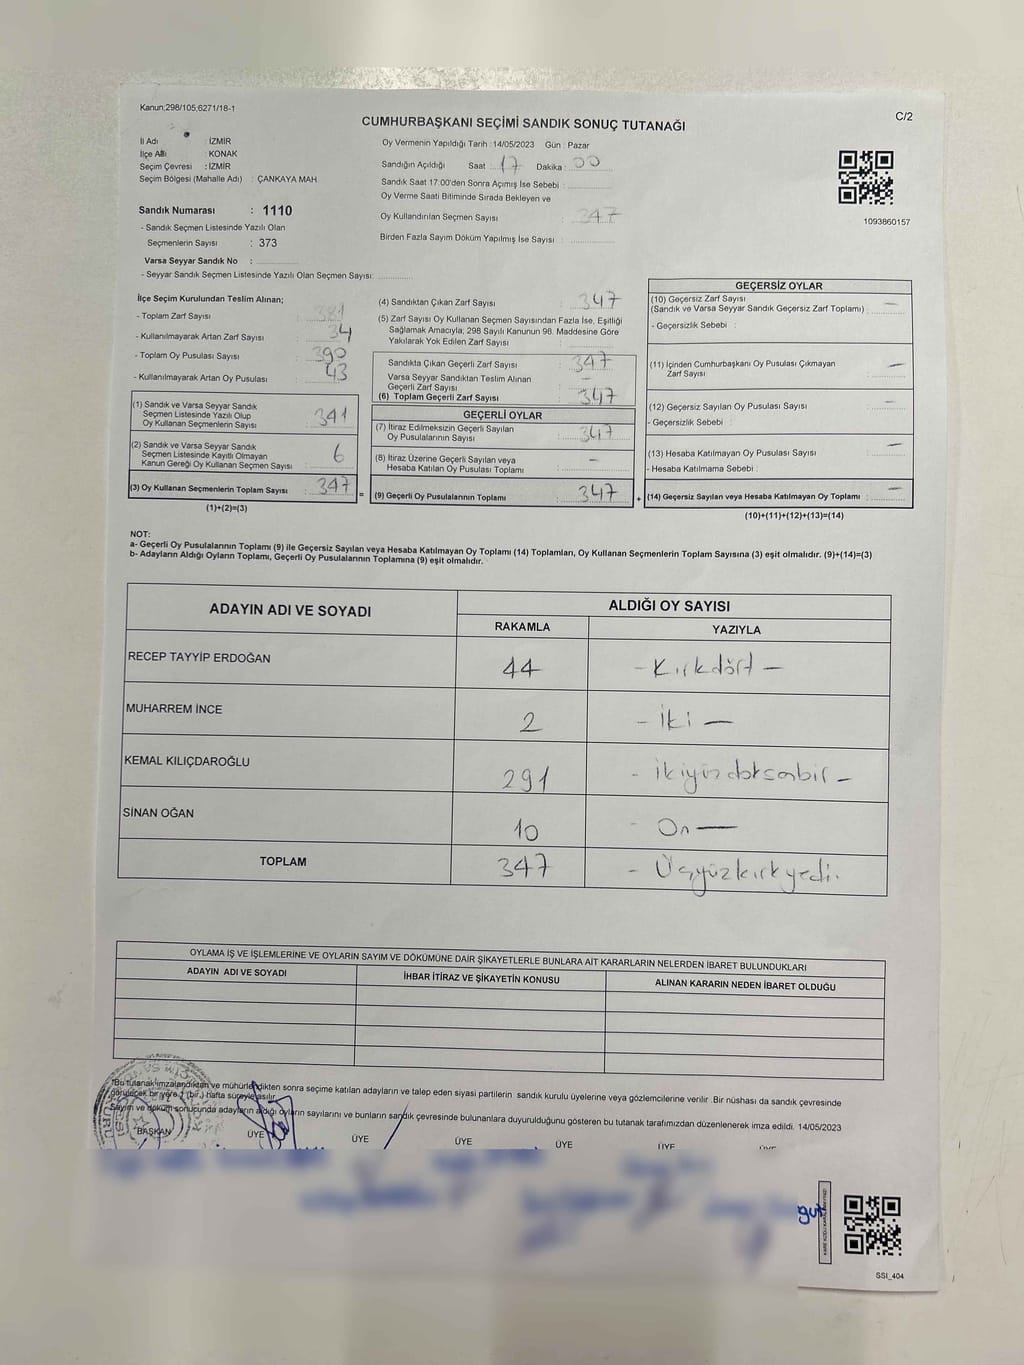 Kanun;298/105,6271/18-1
C/2
CUMHURBAŞKANI SEÇİMİ SANDIK SONUÇ TUTANAĞI
İl Adı : İZMİR
İlçe Adı : KONAK
Seçim Çevresi : İZMİR
Seçim Bölgesi (Mahalle Adı) : ÇANKAYA MAH.
Sandık Numarası : 1110
- Sandık Seçmen Listesinde Yazılı Olan
Seçmenlerin Sayısı : 373
Varsa Seyyar Sandık No :
- Seyyar Sandık Seçmen Listesinde Yazılı Olan Seçmen Sayısı:
Oy Vermenin Yapıldığı Tarih : 14/05/2023 Gün : Pazar
Sandığın Açıldığı Saat : 17 Dakika : 00
Sandık Saat 17:00'den Sonra Açımış İse Sebebi :
Oy Verme Saati Bitiminde Sırada Bekleyen ve
Oy Kullandırılan Seçmen Sayısı : 347
Birden Fazla Sayım Döküm Yapılmış İse Sayısı :
1093860157
İlçe Seçim Kurulundan Teslim Alınan;
- Toplam Zarf Sayısı : 381
- Kullanılmayarak Artan Zarf Sayısı : 34
- Toplam Oy Pusulası Sayısı : 390
- Kullanılmayarak Artan Oy Pusulası : 43
(1) Sandık ve Varsa Seyyar Sandık
Seçmen Listesinde Yazılı Olup
Oy Kullanan Seçmenlerin Sayısı : 341
(2) Sandık ve Varsa Seyyar Sandık
Seçmen Listesinde Kayıtlı Olmayan
Kanun Gereği Oy Kullanan Seçmen Sayısı : 6
(3) Oy Kullanan Seçmenlerin Toplam Sayısı : 347
(1)+(2)=(3)
(4) Sandıktan Çıkan Zarf Sayısı : 347
(5) Zarf Sayısı Oy Kullanan Seçmen Sayısından Fazla İse, Eşitliği
Sağlamak Amacıyla; 298 Sayılı Kanunun 98. Maddesine Göre
Yakılarak Yok Edilen Zarf Sayısı :
Sandıkta Çıkan Geçerli Zarf Sayısı : 347
Varsa Seyyar Sandıktan Teslim Alınan
Geçerli Zarf Sayısı : –
(6) Toplam Geçerli Zarf Sayısı : 347
GEÇERLİ OYLAR
(7) İtiraz Edilmeksizin Geçerli Sayılan
Oy Pusulalarının Sayısı : 347
(8) İtiraz Üzerine Geçerli Sayılan veya
Hesaba Katılan Oy Pusulası Toplamı : –
= (9) Geçerli Oy Pusulalarının Toplamı : 347 +
GEÇERSİZ OYLAR
(10) Geçersiz Zarf Sayısı
(Sandık ve Varsa Seyyar Sandık Geçersiz Zarf Toplamı) : –
- Geçersizlik Sebebi :
(11) İçinden Cumhurbaşkanı Oy Pusulası Çıkmayan
Zarf Sayısı : –
(12) Geçersiz Sayılan Oy Pusulası Sayısı : –
- Geçersizlik Sebebi :
(13) Hesaba Katılmayan Oy Pusulası Sayısı : –
- Hesaba Katılmama Sebebi :
(14) Geçersiz Sayılan veya Hesaba Katılmayan Oy Toplamı : –
(10)+(11)+(12)+(13)=(14)
NOT:
a- Geçerli Oy Pusulalarının Toplamı (9) ile Geçersiz Sayılan veya Hesaba Katılmayan Oy Toplamı (14) Toplamları, Oy Kullanan Seçmenlerin Toplam Sayısına (3) eşit olmalıdır. (9)+(14)=(3)
b- Adayların Aldığı Oyların Toplamı, Geçerli Oy Pusulalarının Toplamına (9) eşit olmalıdır.
ADAYIN ADI VE SOYADI ALDIĞI OY SAYISI
RAKAMLA YAZIYLA
RECEP TAYYİP ERDOĞAN 44 - Kırkdört -
MUHARREM İNCE 2 - İki -
KEMAL KILIÇDAROĞLU 291 - ikiyüzdoksanbir -
SİNAN OĞAN 10 - On -
TOPLAM 347 - Üçyüzkırkyedi.
OYLAMA İŞ VE İŞLEMLERİNE VE OYLARIN SAYIM VE DÖKÜMÜNE DAİR ŞİKAYETLERLE BUNLARA AİT KARARLARIN NELERDEN İBARET BULUNDUKLARI
ADAYIN ADI VE SOYADI İHBAR İTİRAZ VE ŞİKAYETİN KONUSU ALINAN KARARIN NEDEN İBARET OLDUĞU
*Bu tutanak imzalandıktan ve mühürlendikten sonra seçime katılan adayların ve talep eden siyasi partilerin sandık kurulu üyelerine veya gözlemcilerine verilir .Bir nüshası da sandık çevresinde
görülecek bir yere 1 (bir) hafta süreyle asılır.
Sayım ve döküm sonucunda adayların aldığı oyların sayılarını ve bunların sandık çevresinde bulunanlara duyurulduğunu gösteren bu tutanak tarafımızdan düzenlenerek imza edildi. 14/05/2023
BAŞKAN ÜYE ÜYE ÜYE ÜYE ÜYE ÜYE
SSI_404